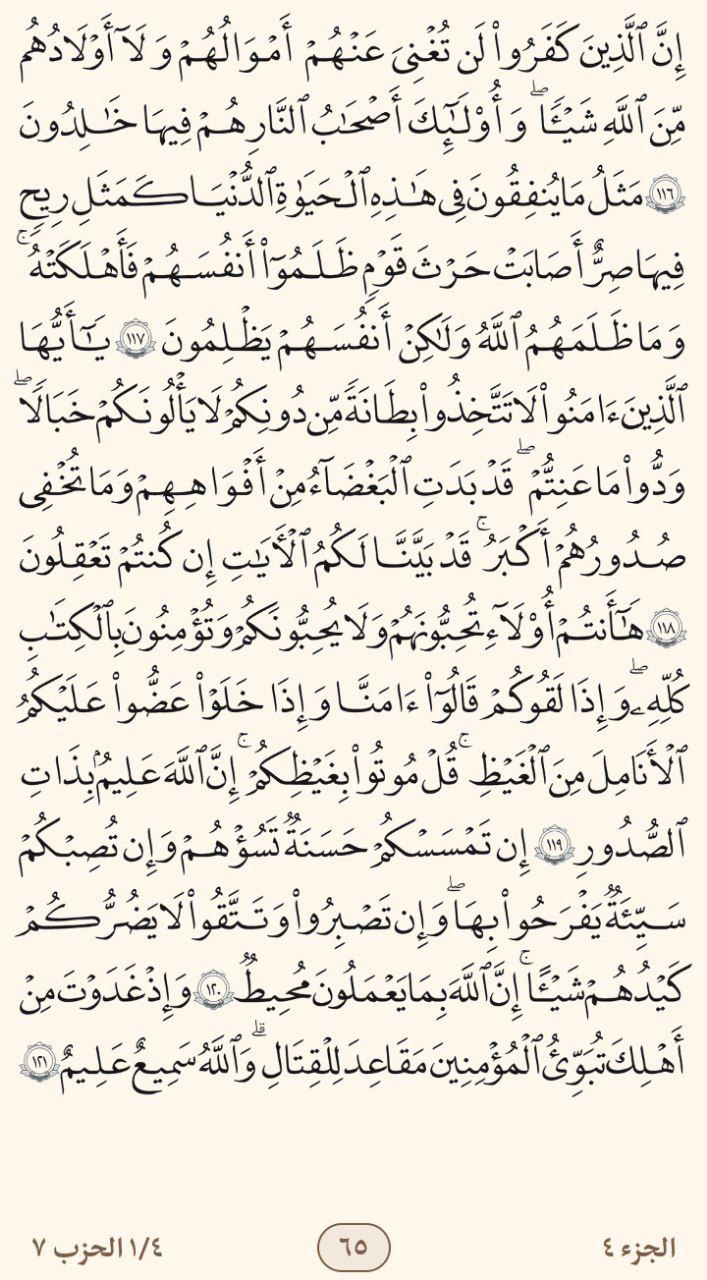 إِنَّ ٱلَّذِينَ كَفَرُوا۟ لَن تُغْنِىَ عَنْهُمْ أَمْوَٰلُهُمْ وَلَآ أَوْلَٰدُهُم
مِّنَ ٱللَّهِ شَيْـًٔا ۖ وَأُو۟لَٰٓئِكَ أَصْحَٰبُ ٱلنَّارِ هُمْ فِيهَا خَٰلِدُونَ
١١٦ مَثَلُ مَا يُنفِقُونَ فِى هَٰذِهِ ٱلْحَيَوٰةِ ٱلدُّنْيَا كَمَثَلِ رِيحٍ
فِيهَا صِرٌّ أَصَابَتْ حَرْثَ قَوْمٍ ظَلَمُوٓا۟ أَنفُسَهُمْ فَأَهْلَكَتْهُ ۚ
وَمَا ظَلَمَهُمُ ٱللَّهُ وَلَٰكِنْ أَنفُسَهُمْ يَظْلِمُونَ ١١٧ يَٰٓأَيُّهَا
ٱلَّذِينَ ءَامَنُوا۟ لَا تَتَّخِذُوا۟ بِطَانَةً مِّن دُونِكُمْ لَا يَأْلُونَكُمْ خَبَالًا ۖ
وَدُّوا۟ مَا عَنِتُّمْ ۖ قَدْ بَدَتِ ٱلْبَغْضَآءُ مِنْ أَفْوَٰهِهِمْ وَمَا تُخْفِى
صُدُورُهُمْ أَكْبَرُ ۚ قَدْ بَيَّنَّا لَكُمُ ٱلْـَٔايَٰتِ إِن كُنتُمْ تَعْقِلُونَ
١١٨ هَٰٓأَنتُمْ أُو۟لَآءِ تُحِبُّونَهُمْ وَلَا يُحِبُّونَكُمْ وَتُؤْمِنُونَ بِٱلْكِتَٰبِ
كُلِّهِۦ ۖ وَإِذَا لَقُوكُمْ قَالُوٓا۟ ءَامَنَّا وَإِذَا خَلَوْا۟ عَضُّوا۟ عَلَيْكُمُ
ٱلْأَنَامِلَ مِنَ ٱلْغَيْظِ ۚ قُلْ مُوتُوا۟ بِغَيْظِكُمْ ۗ إِنَّ ٱللَّهَ عَلِيمٌۢ بِذَاتِ
ٱلصُّدُورِ ١١٩ إِن تَمْسَسْكُمْ حَسَنَةٌ تَسُؤْهُمْ وَإِن تُصِبْكُمْ
سَيِّئَةٌ يَفْرَحُوا۟ بِهَا ۖ وَإِن تَصْبِرُوا۟ وَتَتَّقُوا۟ لَا يَضُرُّكُمْ
كَيْدُهُمْ شَيْـًٔا ۗ إِنَّ ٱللَّهَ بِمَا يَعْمَلُونَ مُحِيطٌ ١٢٠ وَإِذْ غَدَوْتَ مِنْ
أَهْلِكَ تُبَوِّئُ ٱلْمُؤْمِنِينَ مَقَٰعِدَ لِلْقِتَالِ ۗ وَٱللَّهُ سَمِيعٌ عَلِيمٌ ١٢١
الجزء ٤ ٦٥ ١/٤ الحزب ٧